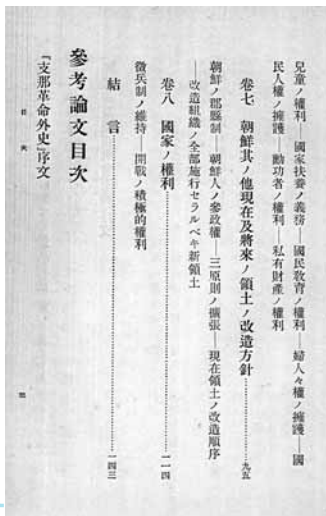 兒童ノ權利――國家扶養ノ義務――國民敎育ノ權利――婦人人權ノ擁護――國
民人權ノ擁護――勳功者ノ權利――私有財產ノ權利
卷七 朝鮮其ノ他現在及將來ノ領土ノ改造方針…………九五
朝鮮ノ郡縣制――朝鮮人ノ參政權――三原則ノ擴張――現在領土ノ改造順序
――改造組織ノ全部施行セラルベキ新領土
卷八 國家ノ權利…………一一四
徵兵制ノ維持――開戰ノ積極的權利
結言…………一四三
參考論文目次
『支那革命外史』序文
目次